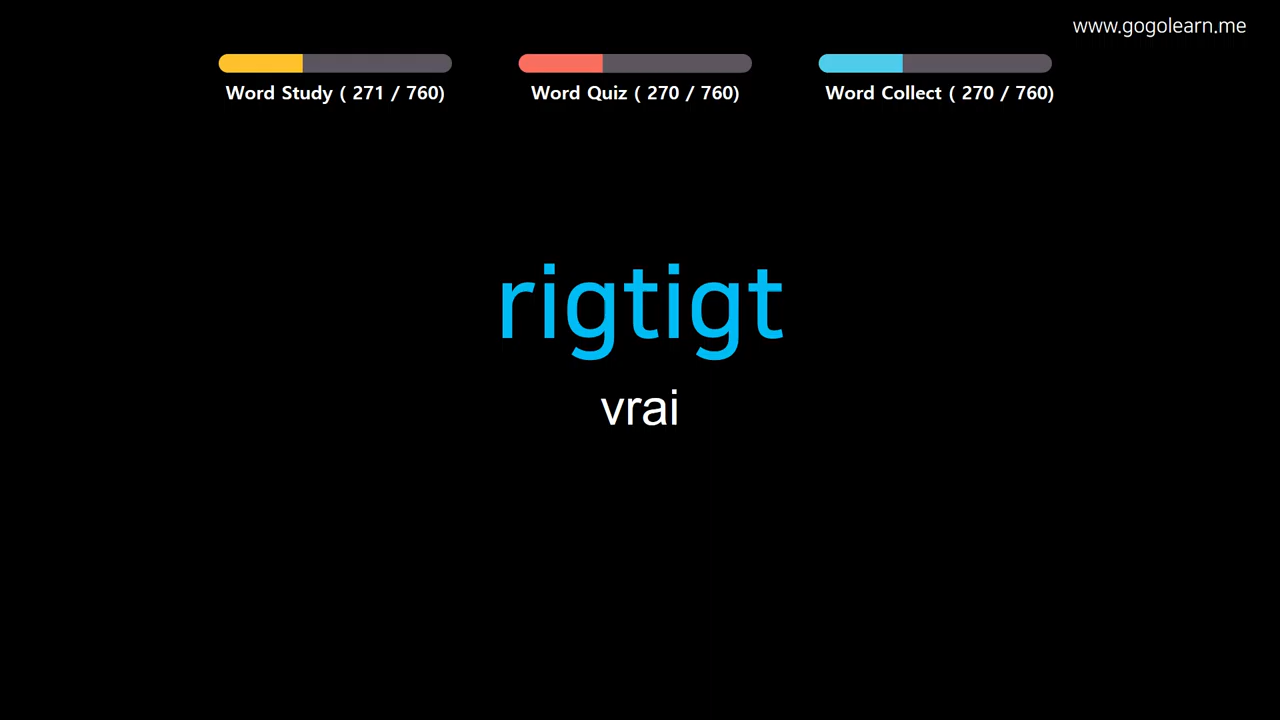 www.gogolearn.me
Word Study ( 271 / 760)
Word Quiz ( 270 / 760)
Word Collect ( 270 / 760)
rigtigt
vrai